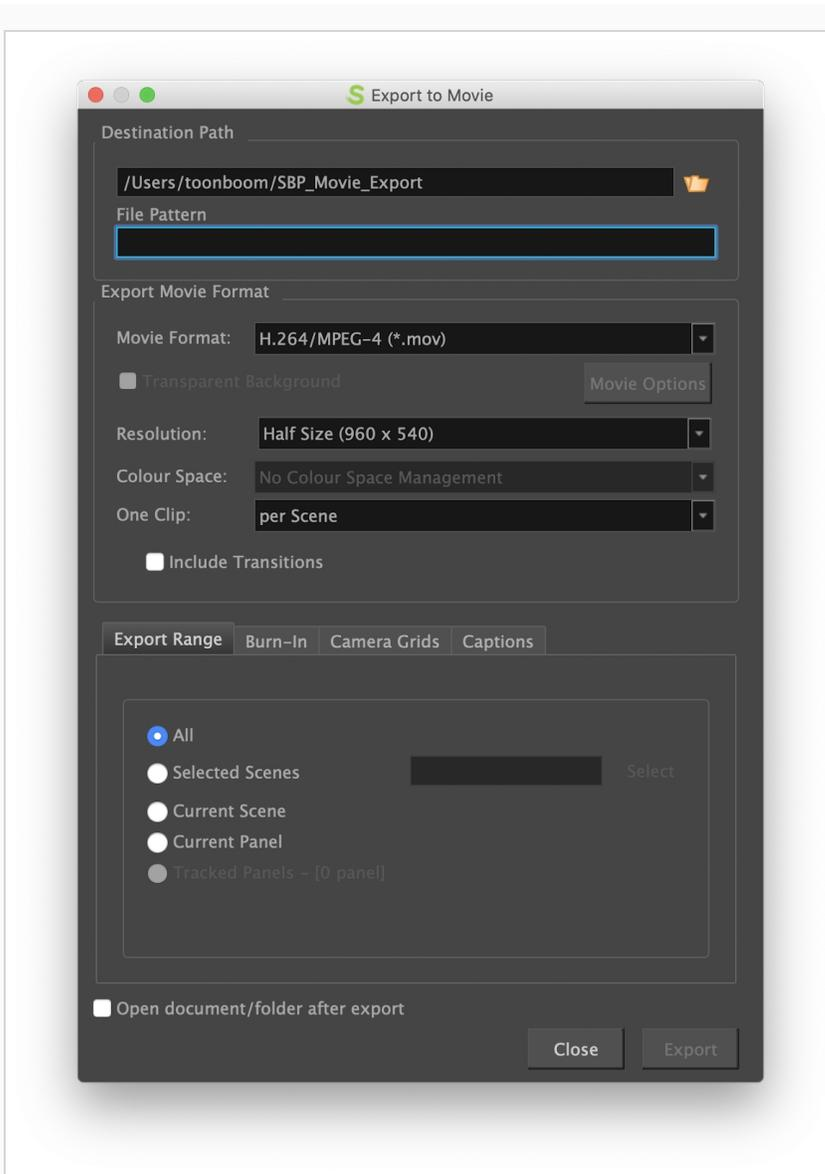 Export to Movie
Destination Path
/Users/toonboom/SBP_Movie_Export
File Pattern
Export Movie Format
Movie Format: H.264/MPEG-4 (*.mov)
Transparent Background Movie Options
Resolution: Half Size (960 x 540)
Colour Space: No Colour Space Management
One Clip: per Scene
Include Transitions
Export Range Burn-In Camera Grids Captions
All
Selected Scenes Select
Current Scene
Current Panel
Tracked Panels - [0 panel]
Open document/folder after export
Close Export